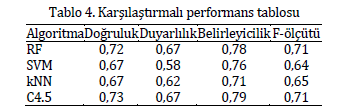 Tablo 4. Karşılaştırmalı performans tablosu
Algoritma Doğruluk Duyarlılık Belirleyicilik F-ölçütü
RF 0,72 0,67 0,78 0,71
SVM 0,67 0,58 0,76 0,64
kNN 0,67 0,62 0,71 0,65
C4.5 0,73 0,67 0,79 0,71